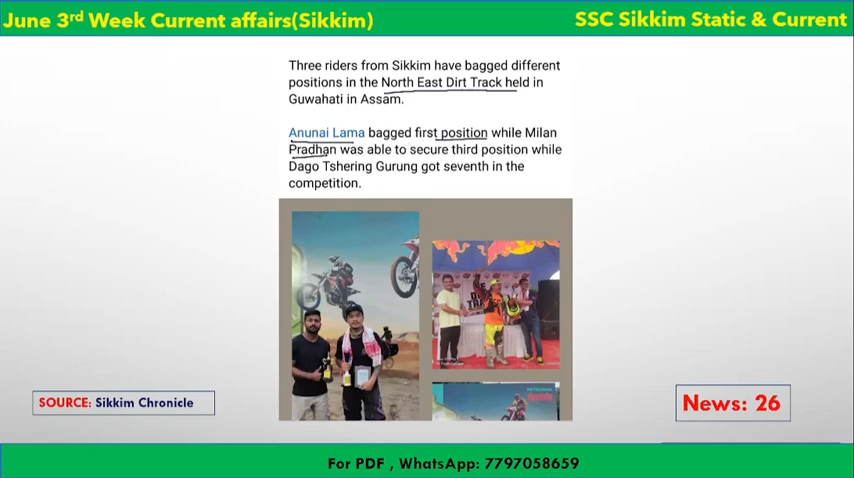 June 3rd Week Current affairs(Sikkim)
SSC Sikkim Static & Current
Three riders from Sikkim have bagged different
positions in the North East Dirt Track held in
Guwahati in Assam.
Anunai Lama bagged first position while Milan
Pradhan was able to secure third position while
Dago Tshering Gurung got seventh in the
competition.
PETRONAS
SOURCE: Sikkim Chronicle
News: 26
For PDF , WhatsApp: 7797058659